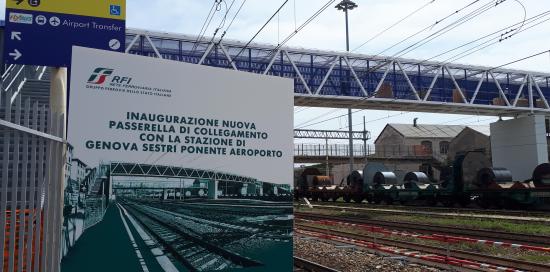 Airport Transfer
RFI
RETE FERROVIARIA ITALIANA
GRUPPO FERROVIE DELLO STATO ITALIANE
INAUGURAZIONE NUOVA
PASSERELLA DI COLLEGAMENTO
CON LA STAZIONE DI
GENOVA SESTRI PONENTE AEROPORTO